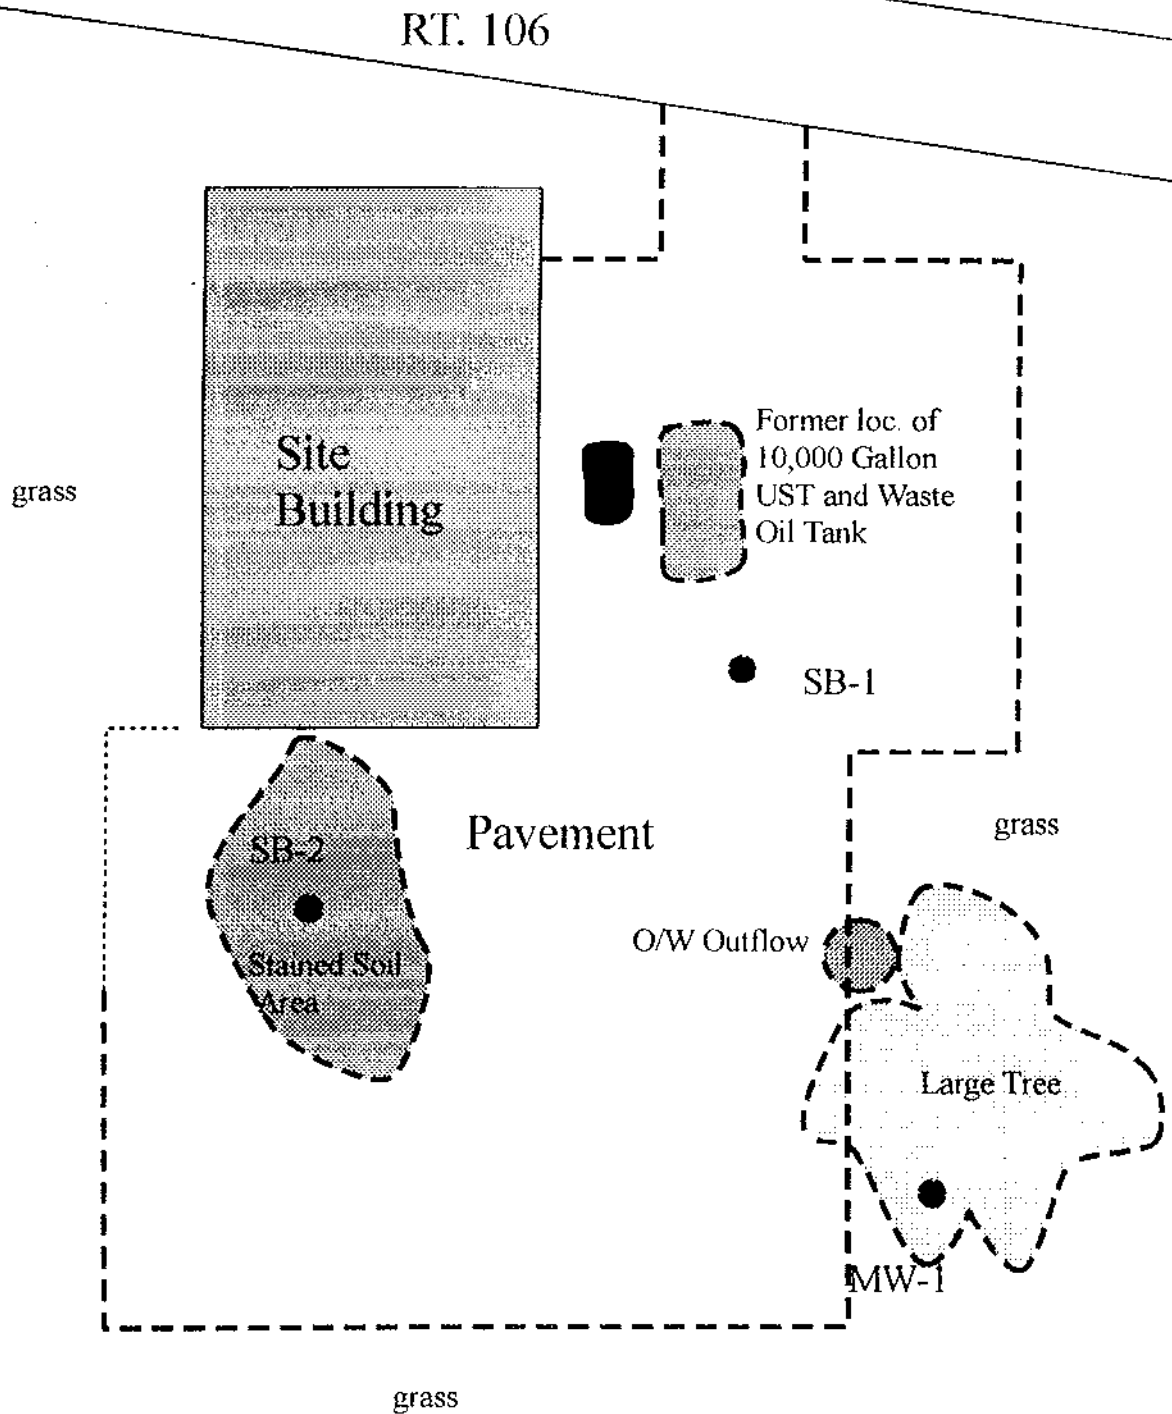 RT. 106
Former loc. of
10,000 Gallon
UST and Waste
Oil Tank
Site
Building
grass
SB-1
Pavement
grass
SB-2
O/W Outflow
Stained Soil
Area
Large Tree
MW-1
grass